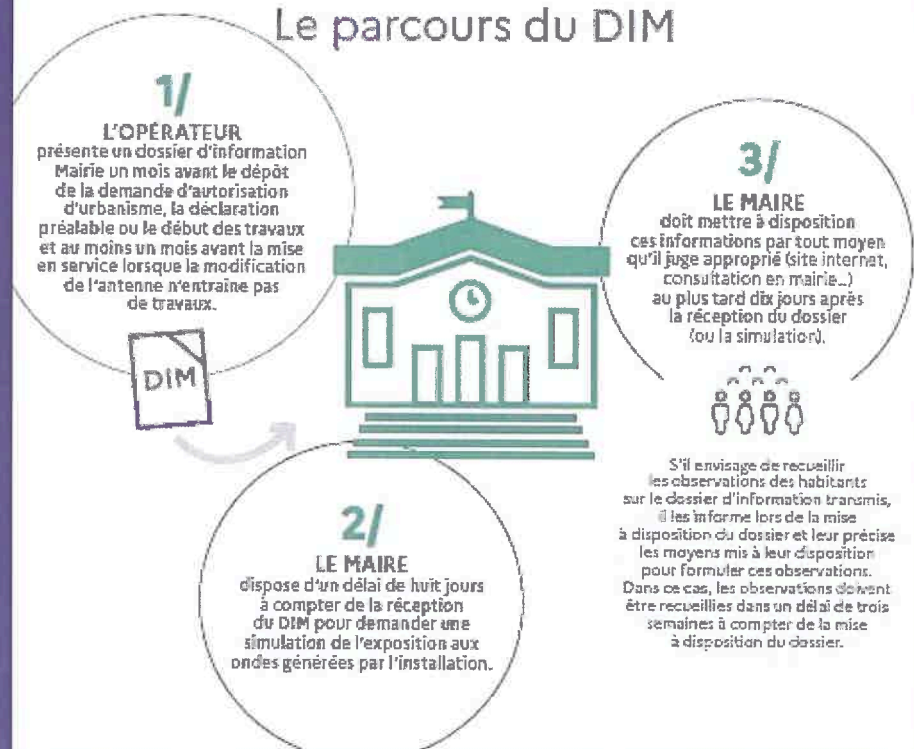 Le parcours du DIM
1/
L'OPÉRATEUR
présente un dossier d'information
Mairie un mois avant le dépôt
de la demande d'autorisation
d'urbanisme, la déclaration
préalable ou le début des travaux
et au moins un mois avant la mise
en service lorsque la modification
de l'antenne n'entraîne pas
de travaux.
DIM
2/
LE MAIRE
dispose d'un délai de huit jours
à compter de la réception
du DIM pour demander une
simulation de l'exposition aux
ondes générées par l'installation.
3/
LE MAIRE
doit mettre à disposition
ces informations par tout moyen
qu'il juge approprié (site internet,
consultation en mairie...)
au plus tard dix jours après
la réception du dossier
(ou la simulation).
S'il envisage de recueillir
les observations des habitants
sur le dossier d'information transmis,
il les informe lors de la mise
à disposition du dossier et leur précise
les moyens mis à leur disposition
pour formuler ces observations.
Dans ce cas, les observations doivent
être recueillies dans un délai de trois
semaines à compter de la mise
à disposition du dossier.